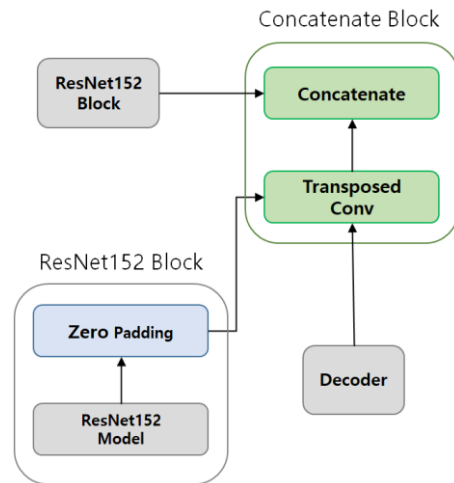 Concatenate Block
ResNet152
Block
Concatenate
Transposed
Conv
ResNet152 Block
Zero Padding
Decoder
ResNet152
Model